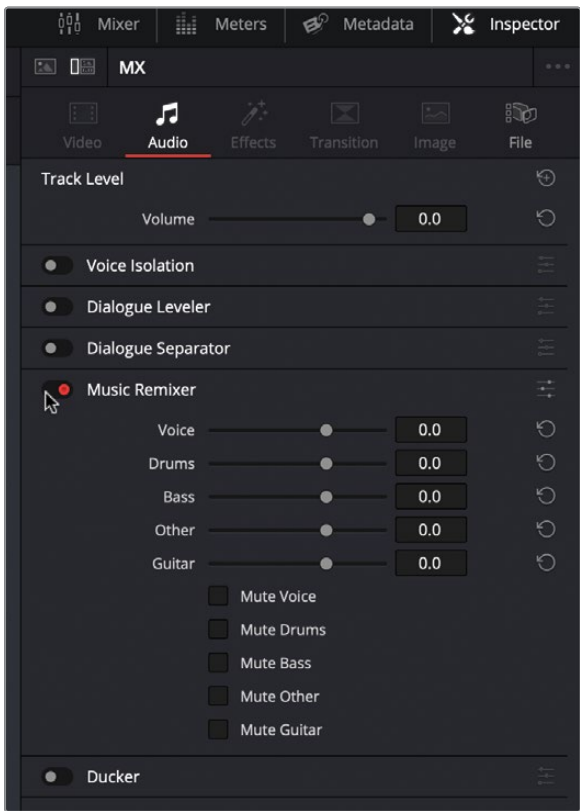 Mixer Meters Metadata Inspector
MX
Video Audio Effects Transition Image File
Track Level
Volume 0.0
Voice Isolation
Dialogue Leveler
Dialogue Separator
Music Remixer
Voice 0.0
Drums 0.0
Bass 0.0
Other 0.0
Guitar 0.0
Mute Voice
Mute Drums
Mute Bass
Mute Other
Mute Guitar
Ducker